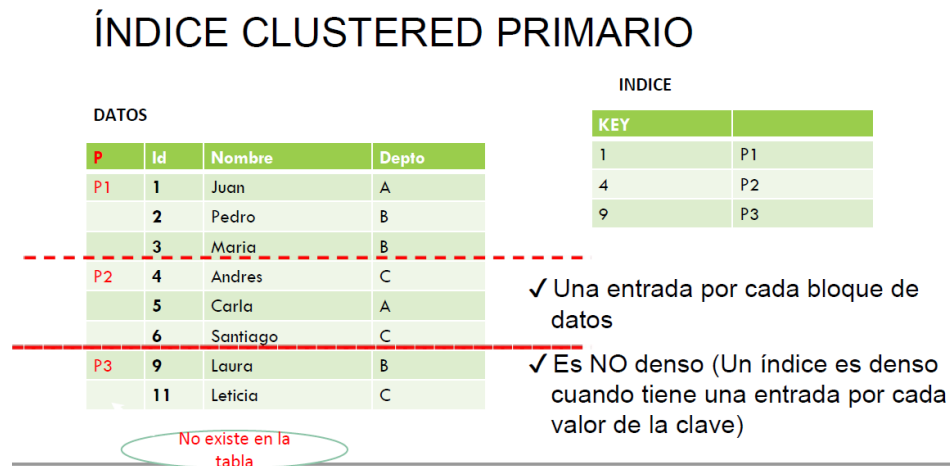 ÍNDICE CLUSTERED PRIMARIO
DATOS
P Id Nombre Depto
P1 1 Juan A
2 Pedro B
3 Maria B
P2 4 Andres C
5 Carla A
6 Santiago C
P3 9 Laura B
11 Leticia C
No existe en la
tabla
INDICE
KEY
1 P1
4 P2
9 P3
✓ Una entrada por cada bloque de
datos
✓ Es NO denso (Un índice es denso
cuando tiene una entrada por cada
valor de la clave)